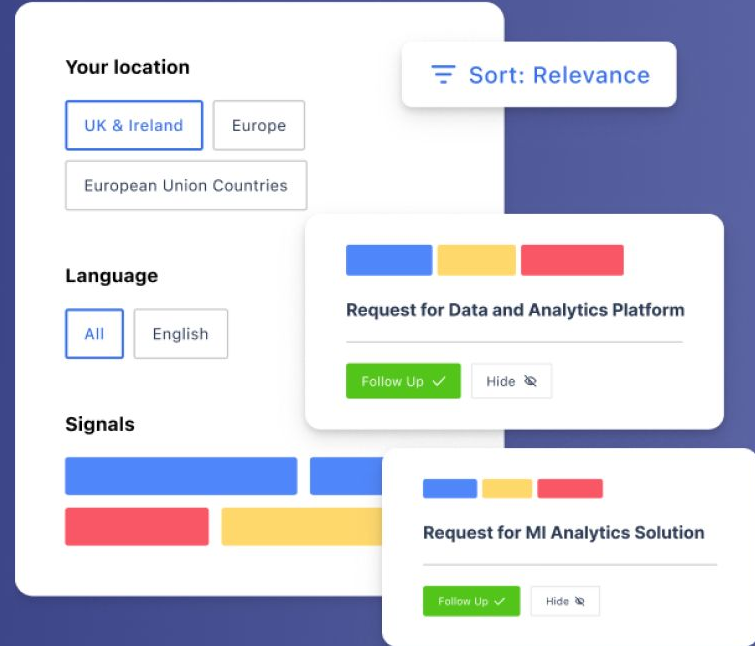 Your location
Sort: Relevance
UK & Ireland
Europe
European Union Countries
Language
All
English
Request for Data and Analytics Platform
Follow Up
Hide
Signals
Request for MI Analytics Solution
Follow Up
Hide